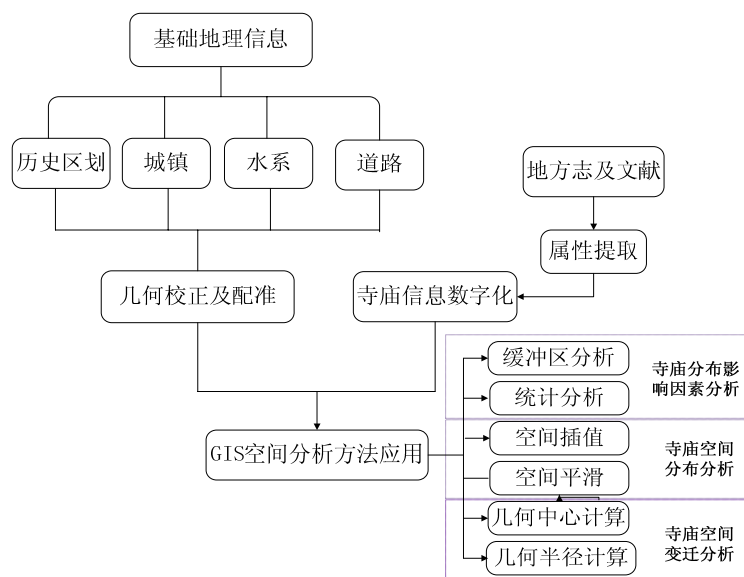 基础地理信息
历史区划
城镇
水系
道路
地方志及文献
属性提取
几何校正及配准
寺庙信息数字化
缓冲区分析
统计分析
寺庙分布影
响因素分析
GIS空间分析方法应用
空间插值
空间平滑
寺庙空间
分布分析
几何中心计算
几何半径计算
寺庙空间
变迁分析